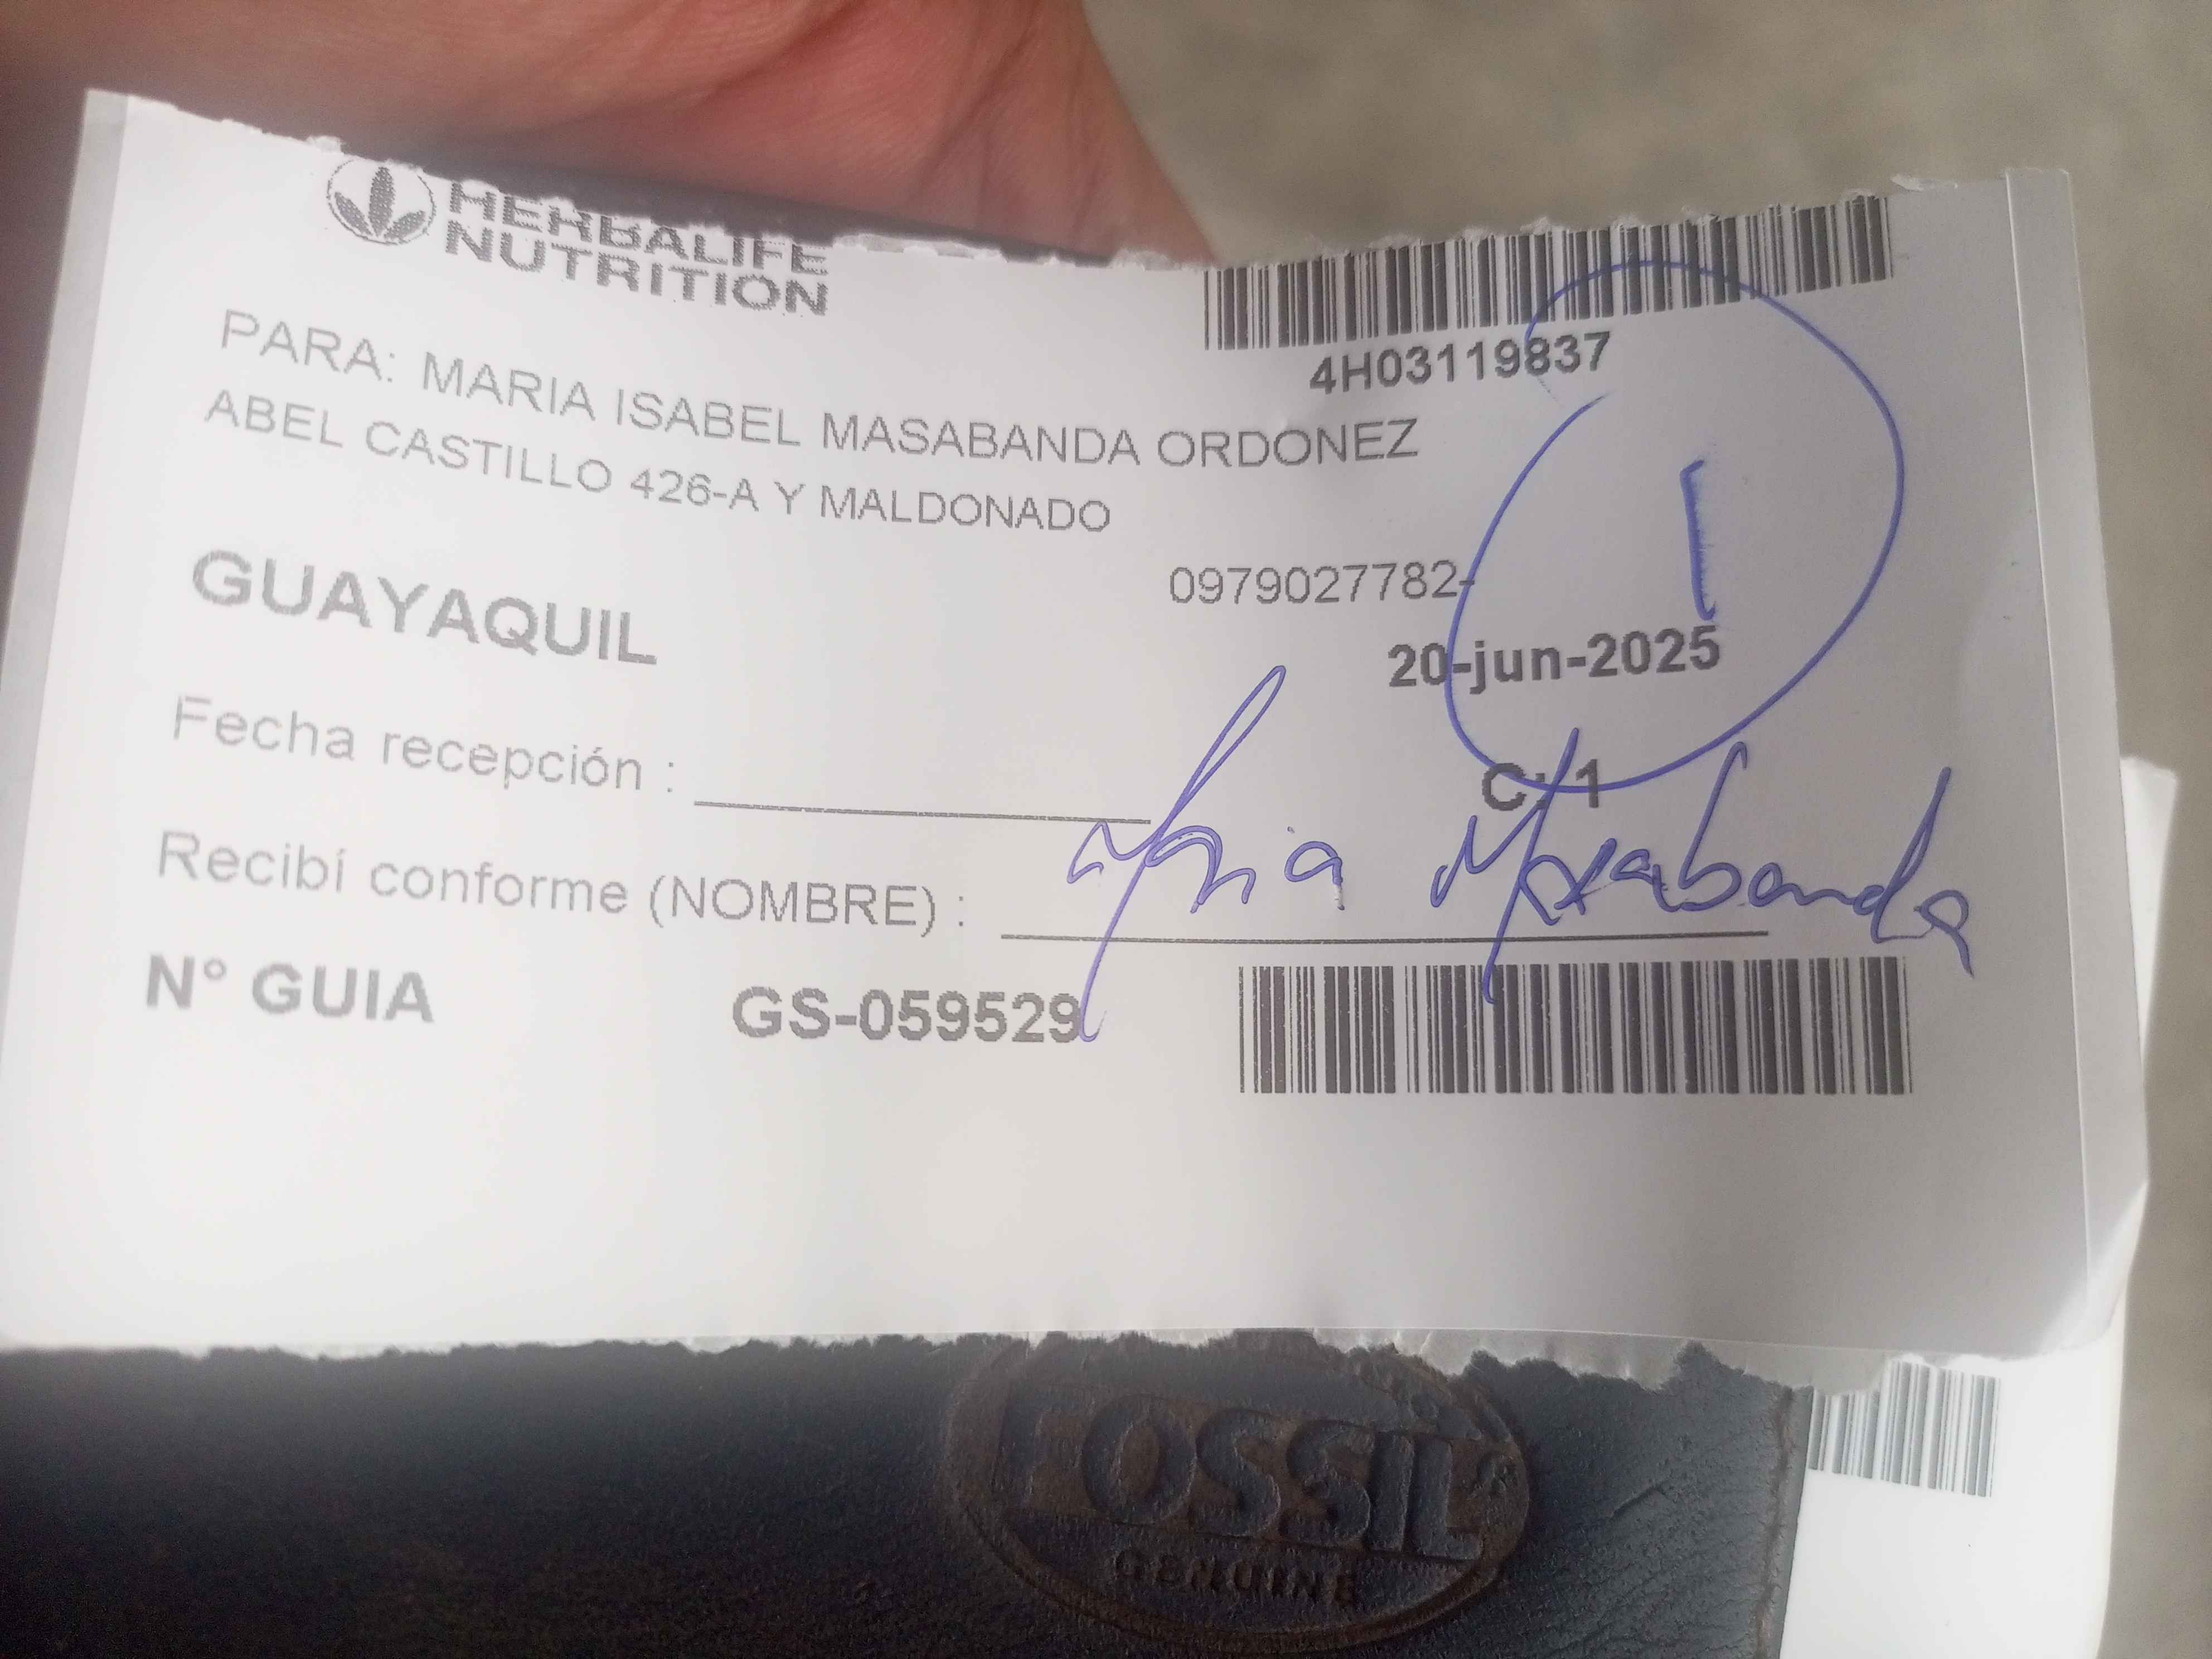 HERBALIFE
NUTRITION
4H03119837
PARA: MARIA ISABEL MASABANDA ORDONEZ
ABEL CASTILLO 426-A Y MALDONADO
1
0979027782-
GUAYAQUIL
20-jun-2025
C: 1
Fecha recepción :
Recibí conforme (NOMBRE) : Maria Masabanda
N° GUIA GS-059529
FOSSIL
GENUINE